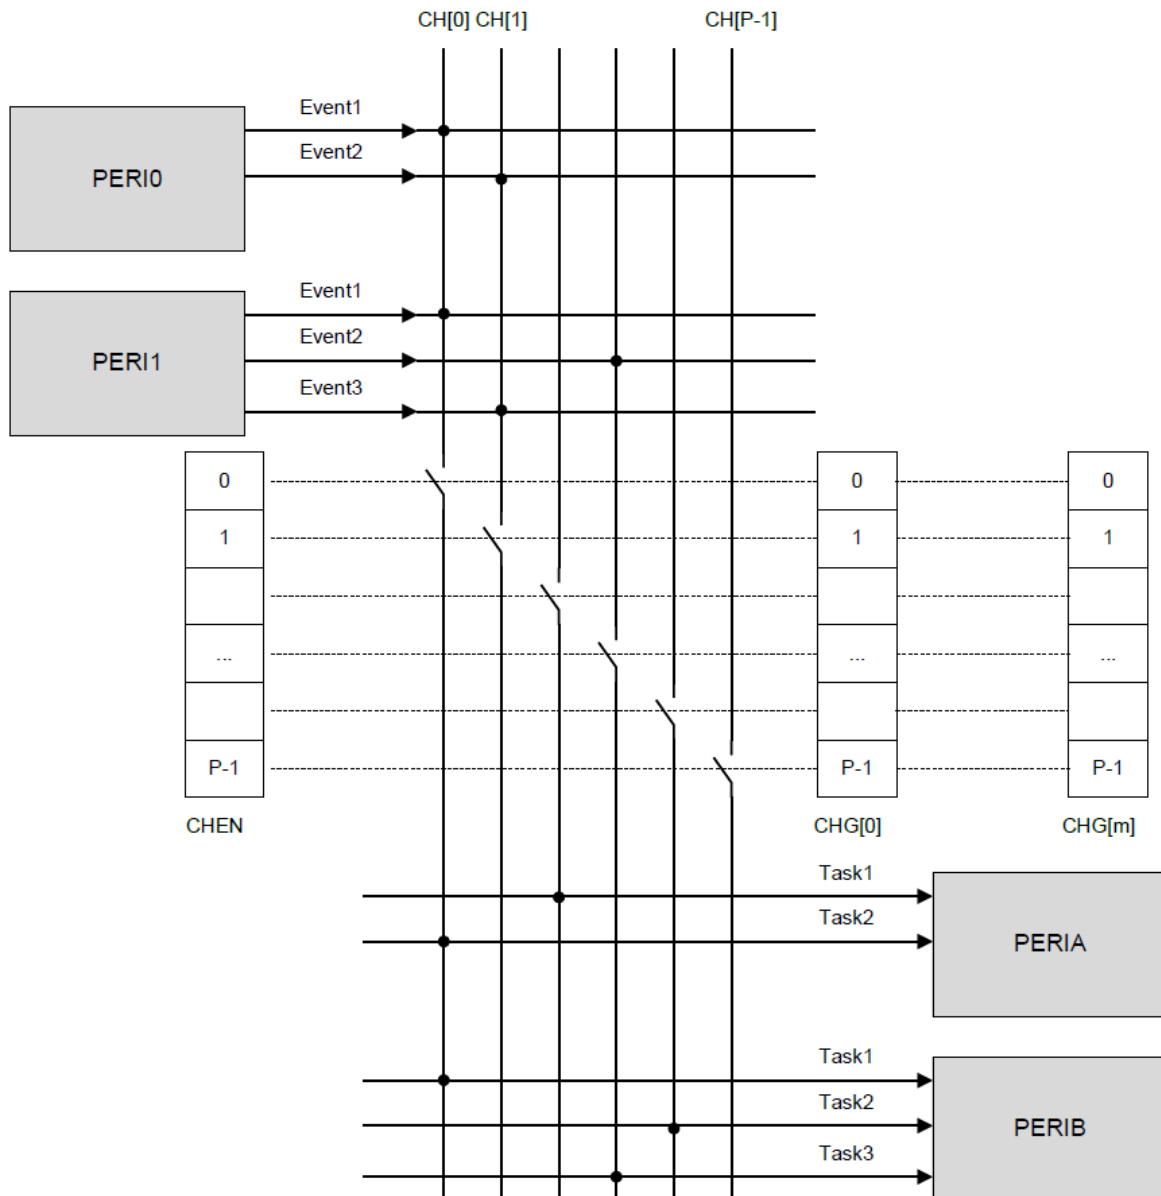 CH[0] CH[1] CH[P-1]
Event1
PERI0
Event2
Event1
PERI1
Event2
Event3
0 0 0
1 1 1
... ... ...
P-1 P-1 P-1
CHEN CHG[0] CHG[m]
Task1
Task2
PERIA
Task1
Task2
PERIB
Task3